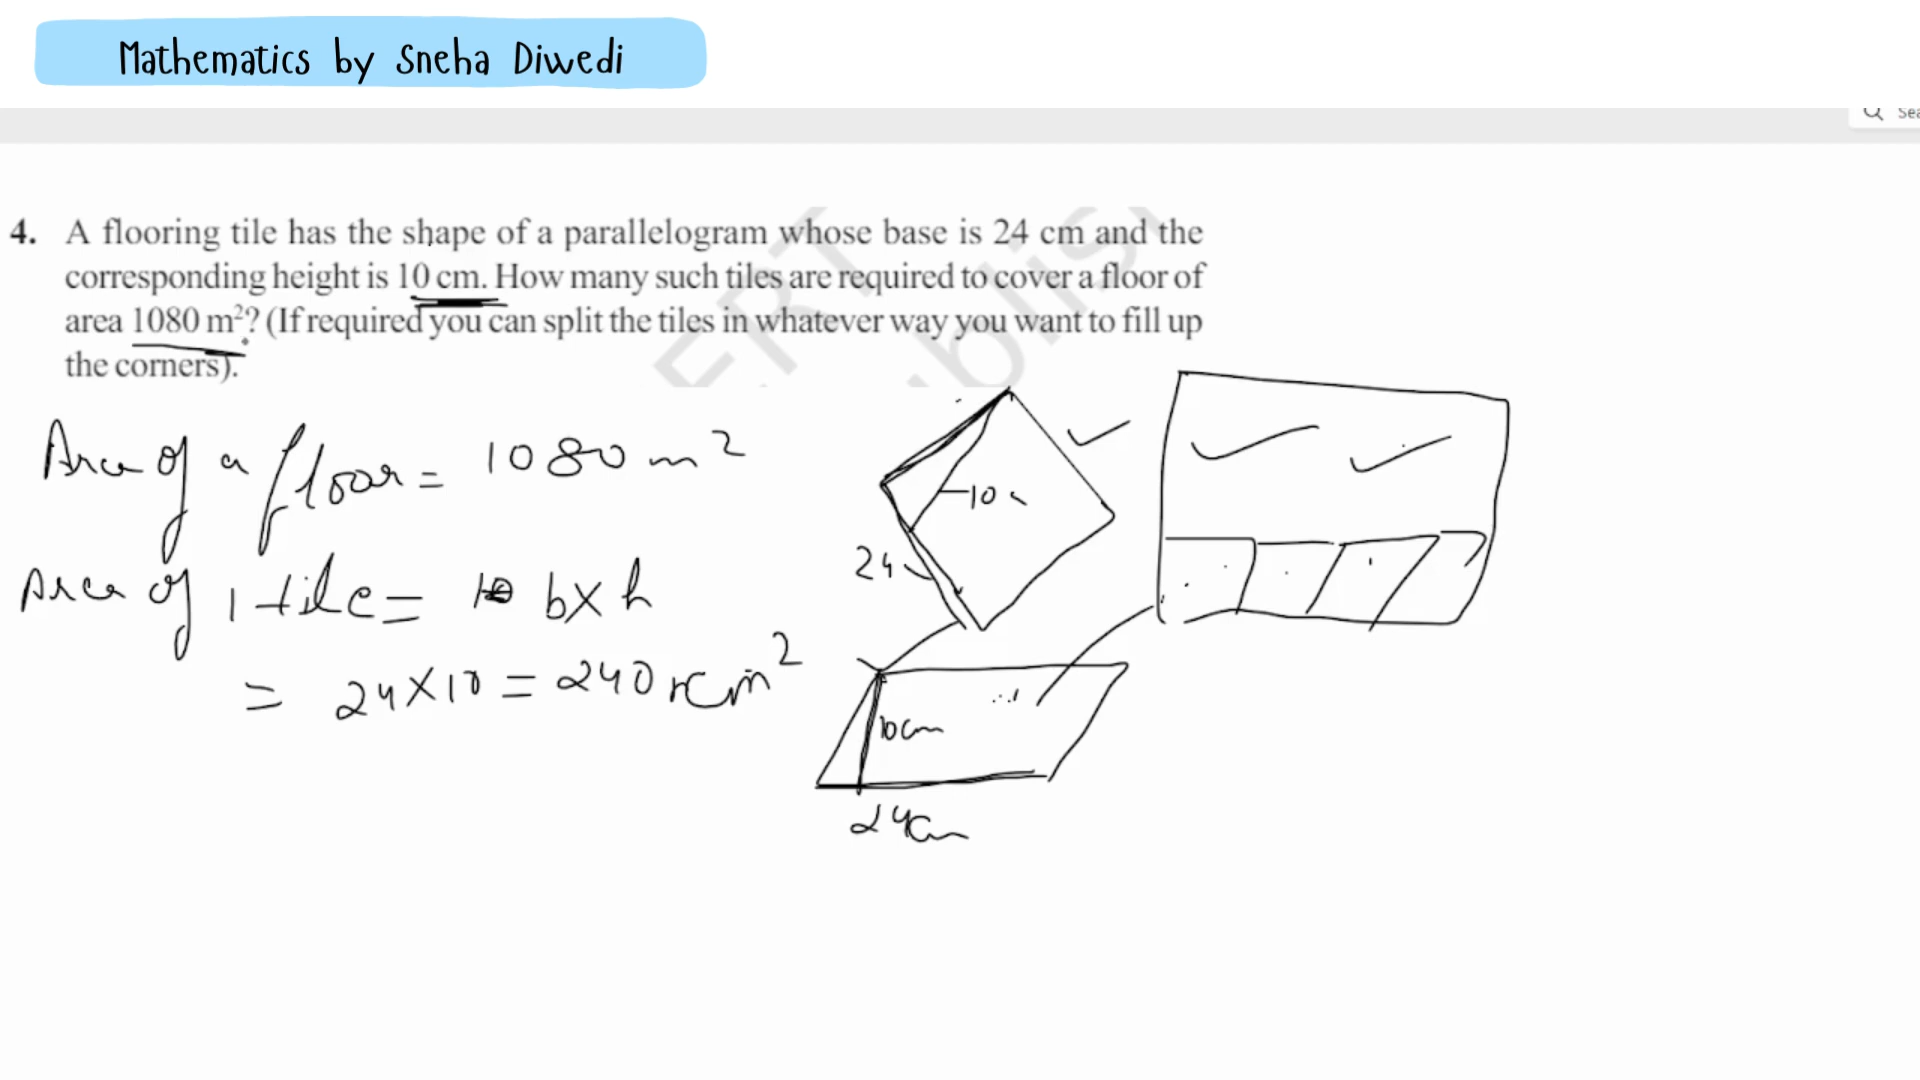 Mathematics by Sneha Diwedi
4. A flooring tile has the shape of a parallelogram whose base is 24 cm and the
corresponding height is 10 cm. How many such tiles are required to cover a floor of
area 1080 m²? (If required you can split the tiles in whatever way you want to fill up
the corners).
Area of a floor = 1080 m²
Area of 1 tile = b x h
= 24 x 10 = 240 cm²
10
24
10cm
24cm